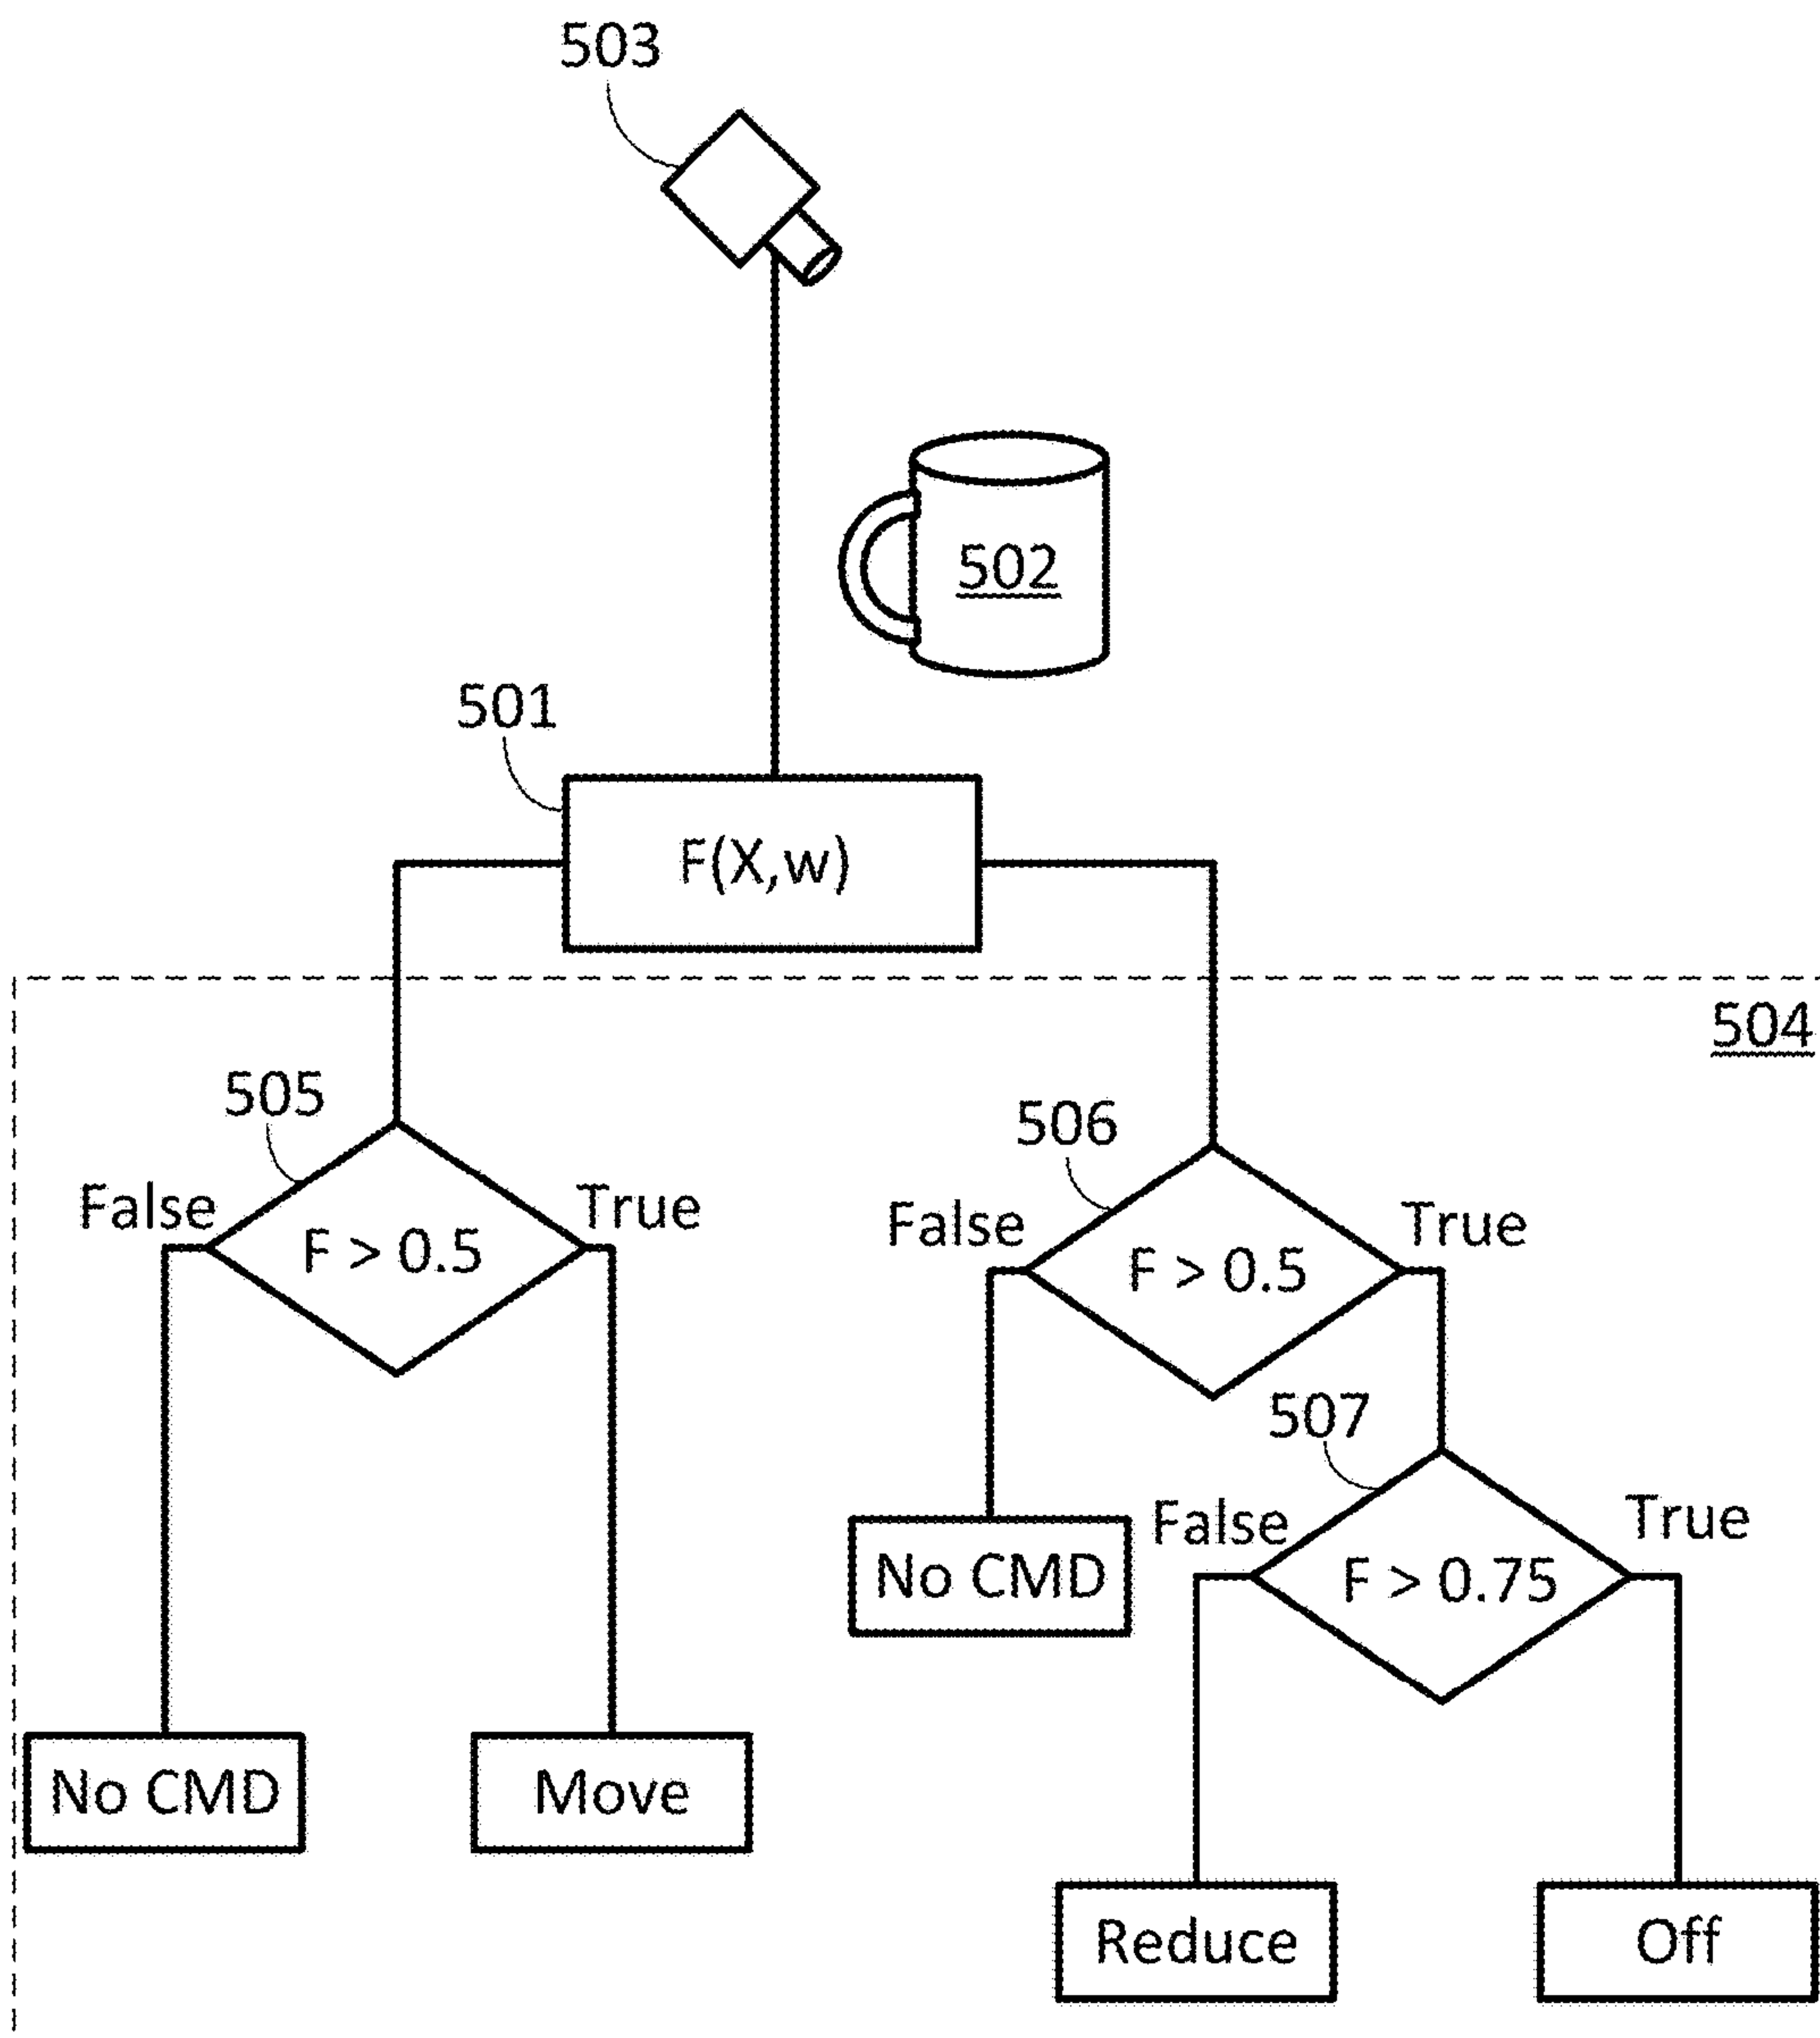 503
502
501
F(X,w)
504
505
506
False
True
F > 0.5
False
True
F > 0.5
507
False
True
F > 0.75
No CMD
No CMD
Move
Reduce
Off